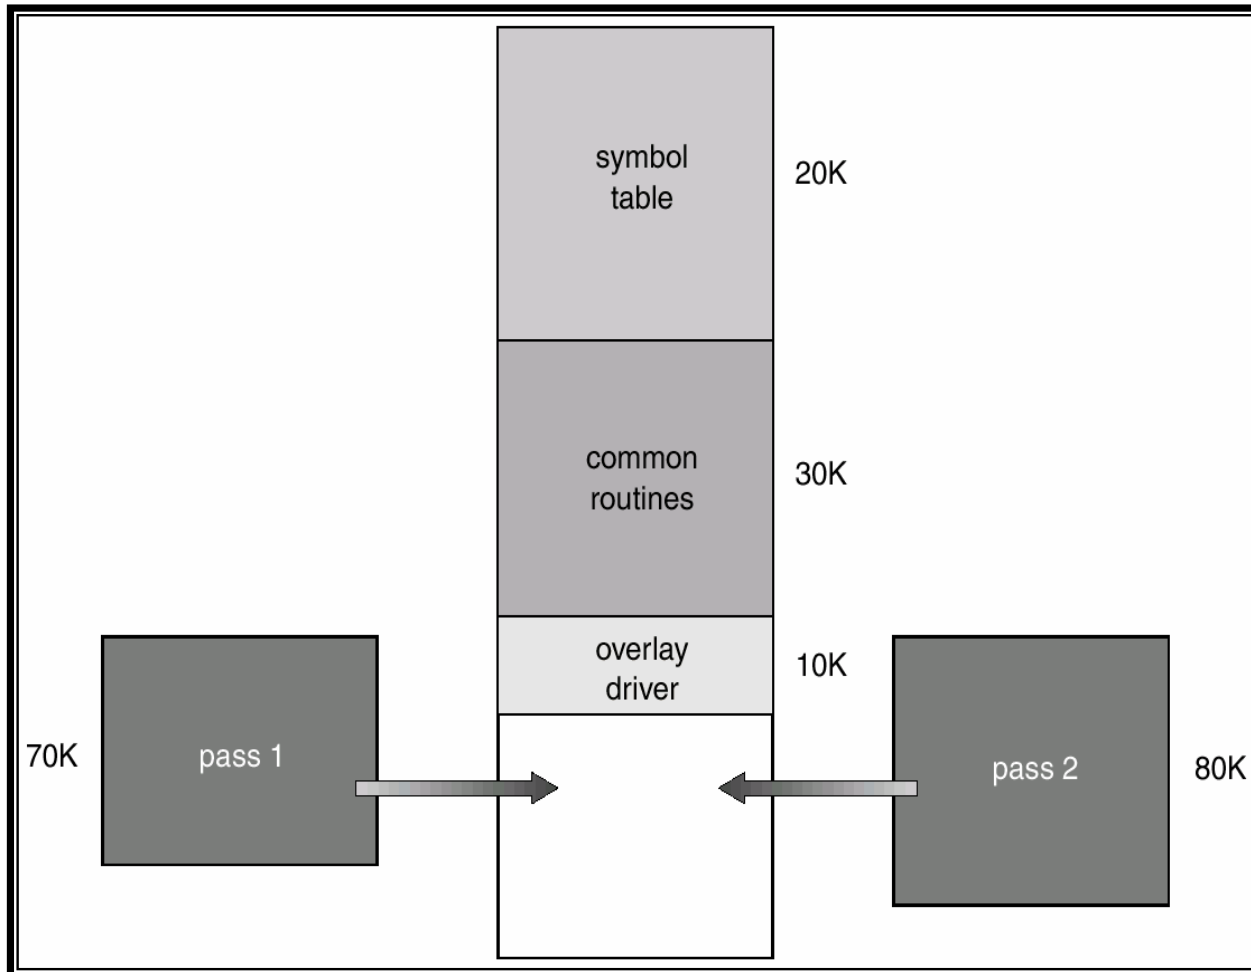 symbol
table
20K
common
routines
30K
overlay
driver
10K
70K
pass 1
pass 2
80K